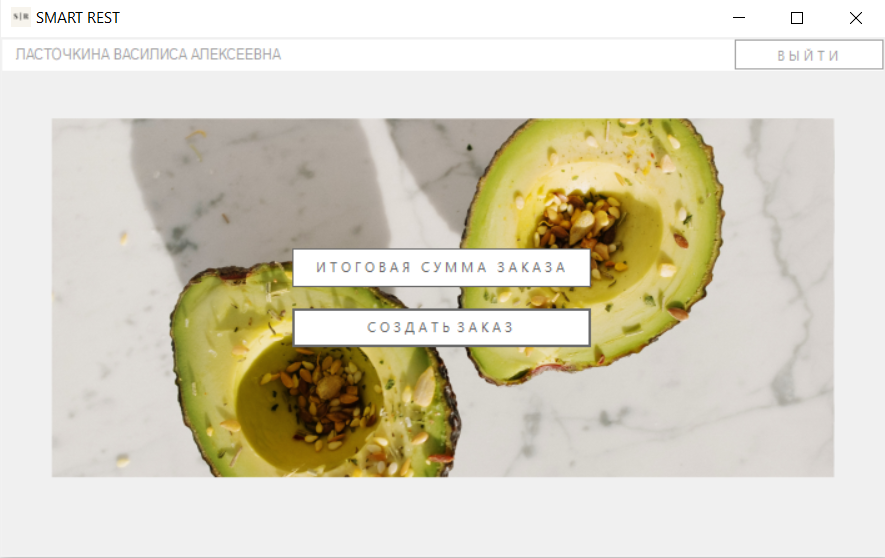 S|R SMART REST
ЛАСТОЧКИНА ВАСИЛИСА АЛЕКСЕЕВНА
ВЫЙТИ
ИТОГОВАЯ СУММА ЗАКАЗА
СОЗДАТЬ ЗАКАЗ